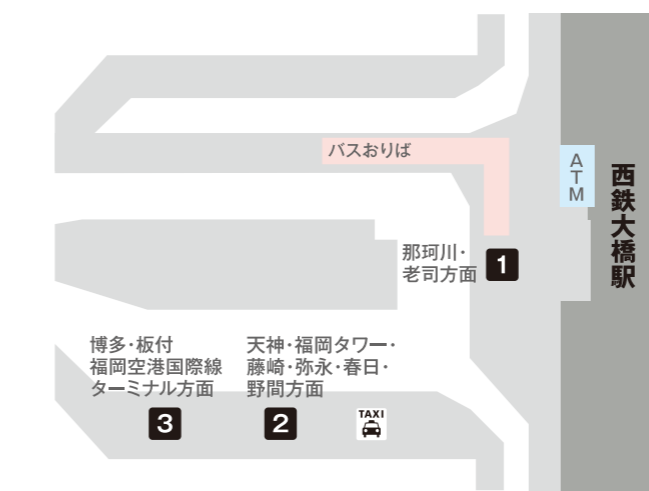 バスおりば
ATM
西鉄大橋駅
那珂川・
老司方面
1
博多・板付
福岡空港国際線
ターミナル方面
3
天神・福岡タワー・
藤崎・弥永・春日・
野間方面
2
TAXI